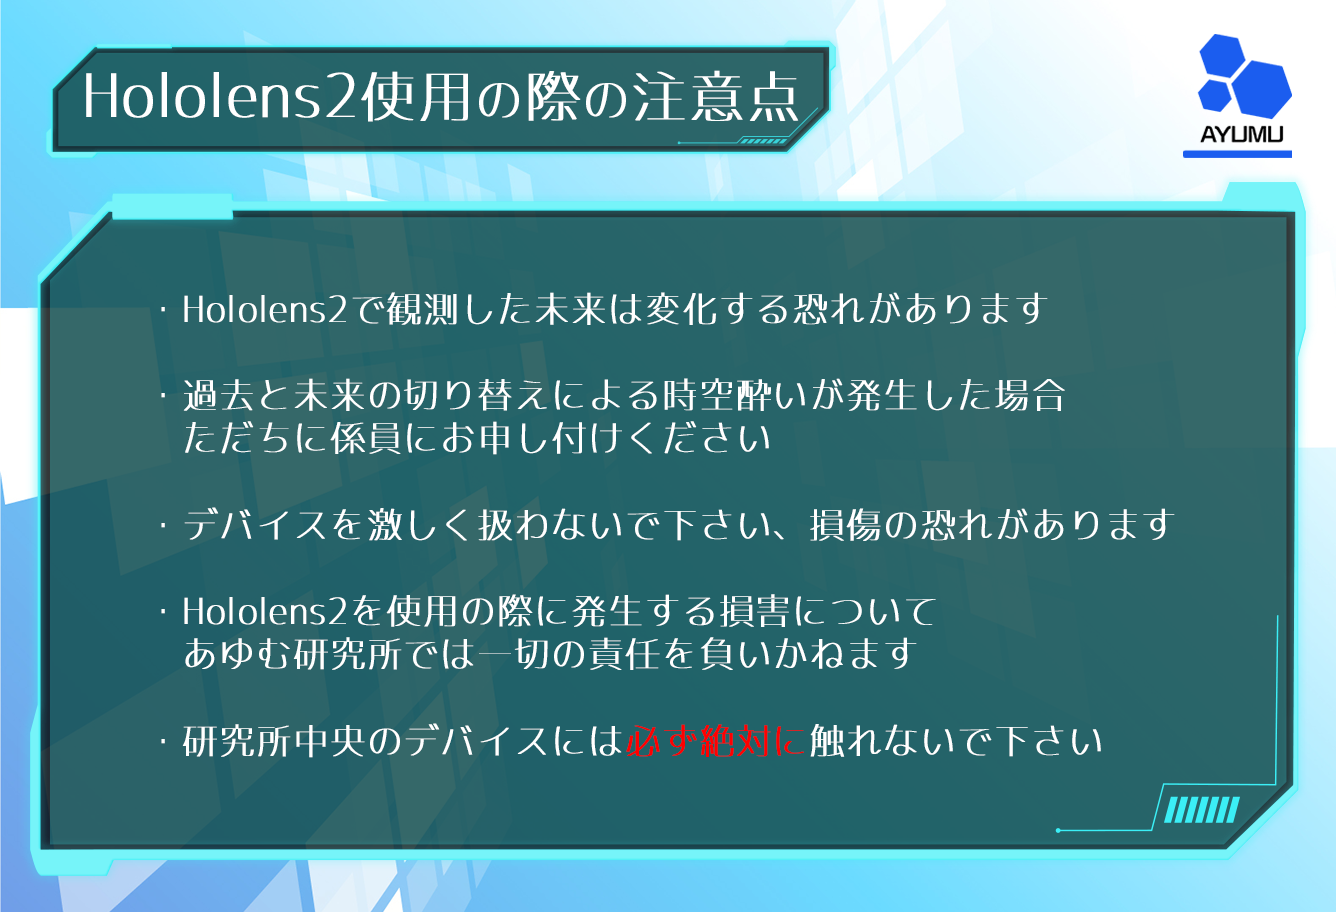 Hololens2使用の際の注意点
AYUMU
・Hololens2で観測した未来は変化する恐れがあります
・過去と未来の切り替えによる時空酔いが発生した場合
ただちに係員にお申し付けください
・デバイスを激しく扱わないで下さい、損傷の恐れがあります
・Hololens2を使用の際に発生する損害について
あゆむ研究所では一切の責任を負いかねます
・研究所中央のデバイスには必ず絶対に触れないで下さい